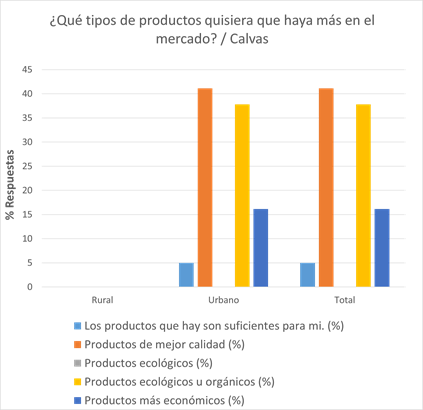 ¿Qué tipos de productos quisiera que haya más en el
mercado? / Calvas
45
40
35
30
25
20
15
10
5
0
% Respuestas
Rural
Urbano
Total
Los productos que hay son suficientes para mi. (%)
Productos de mejor calidad (%)
Productos ecológicos (%)
Productos ecológicos u orgánicos (%)
Productos más económicos (%)